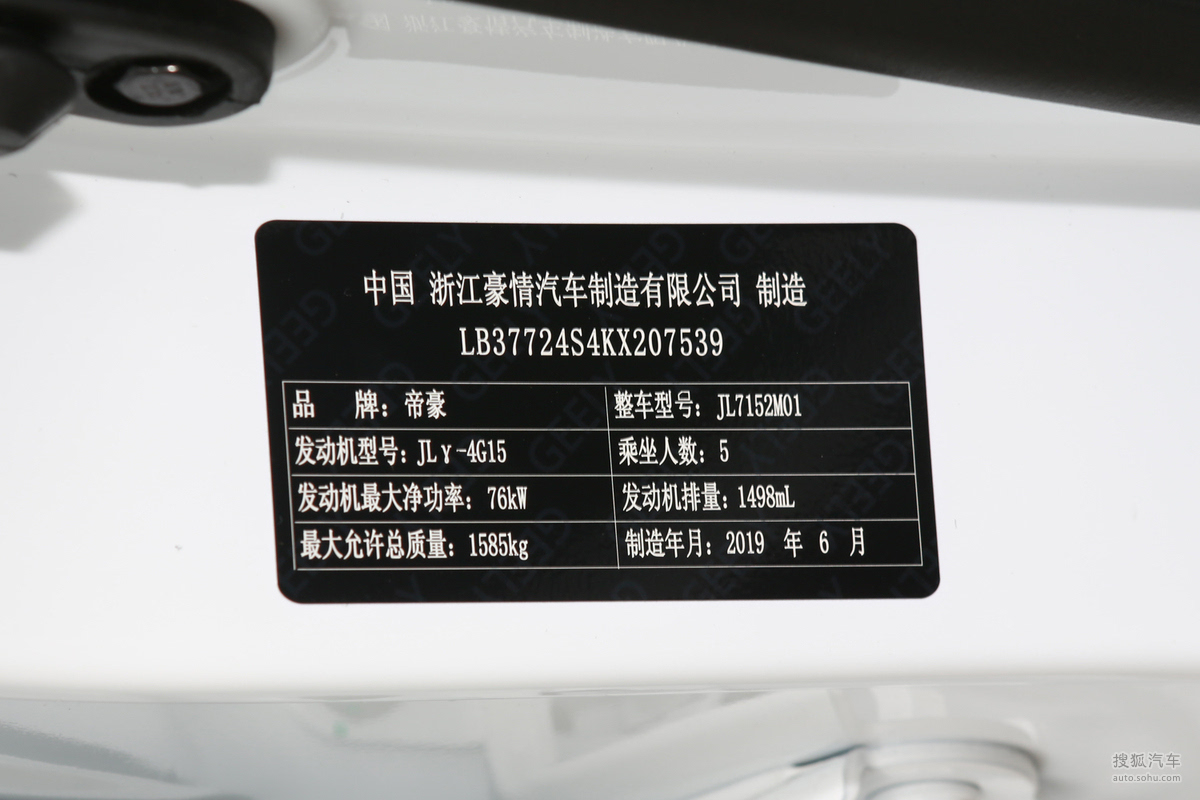 中国 浙江豪情汽车制造有限公司 制造
LB37724S4KX207539
品 牌：帝豪 整车型号：JL7152M01
发动机型号：JLγ-4G15 乘坐人数：5
发动机最大净功率：76kW 发动机排量：1498mL
最大允许总质量：1585kg 制造年月：2019 年 6 月
搜狐汽车
auto.sohu.com